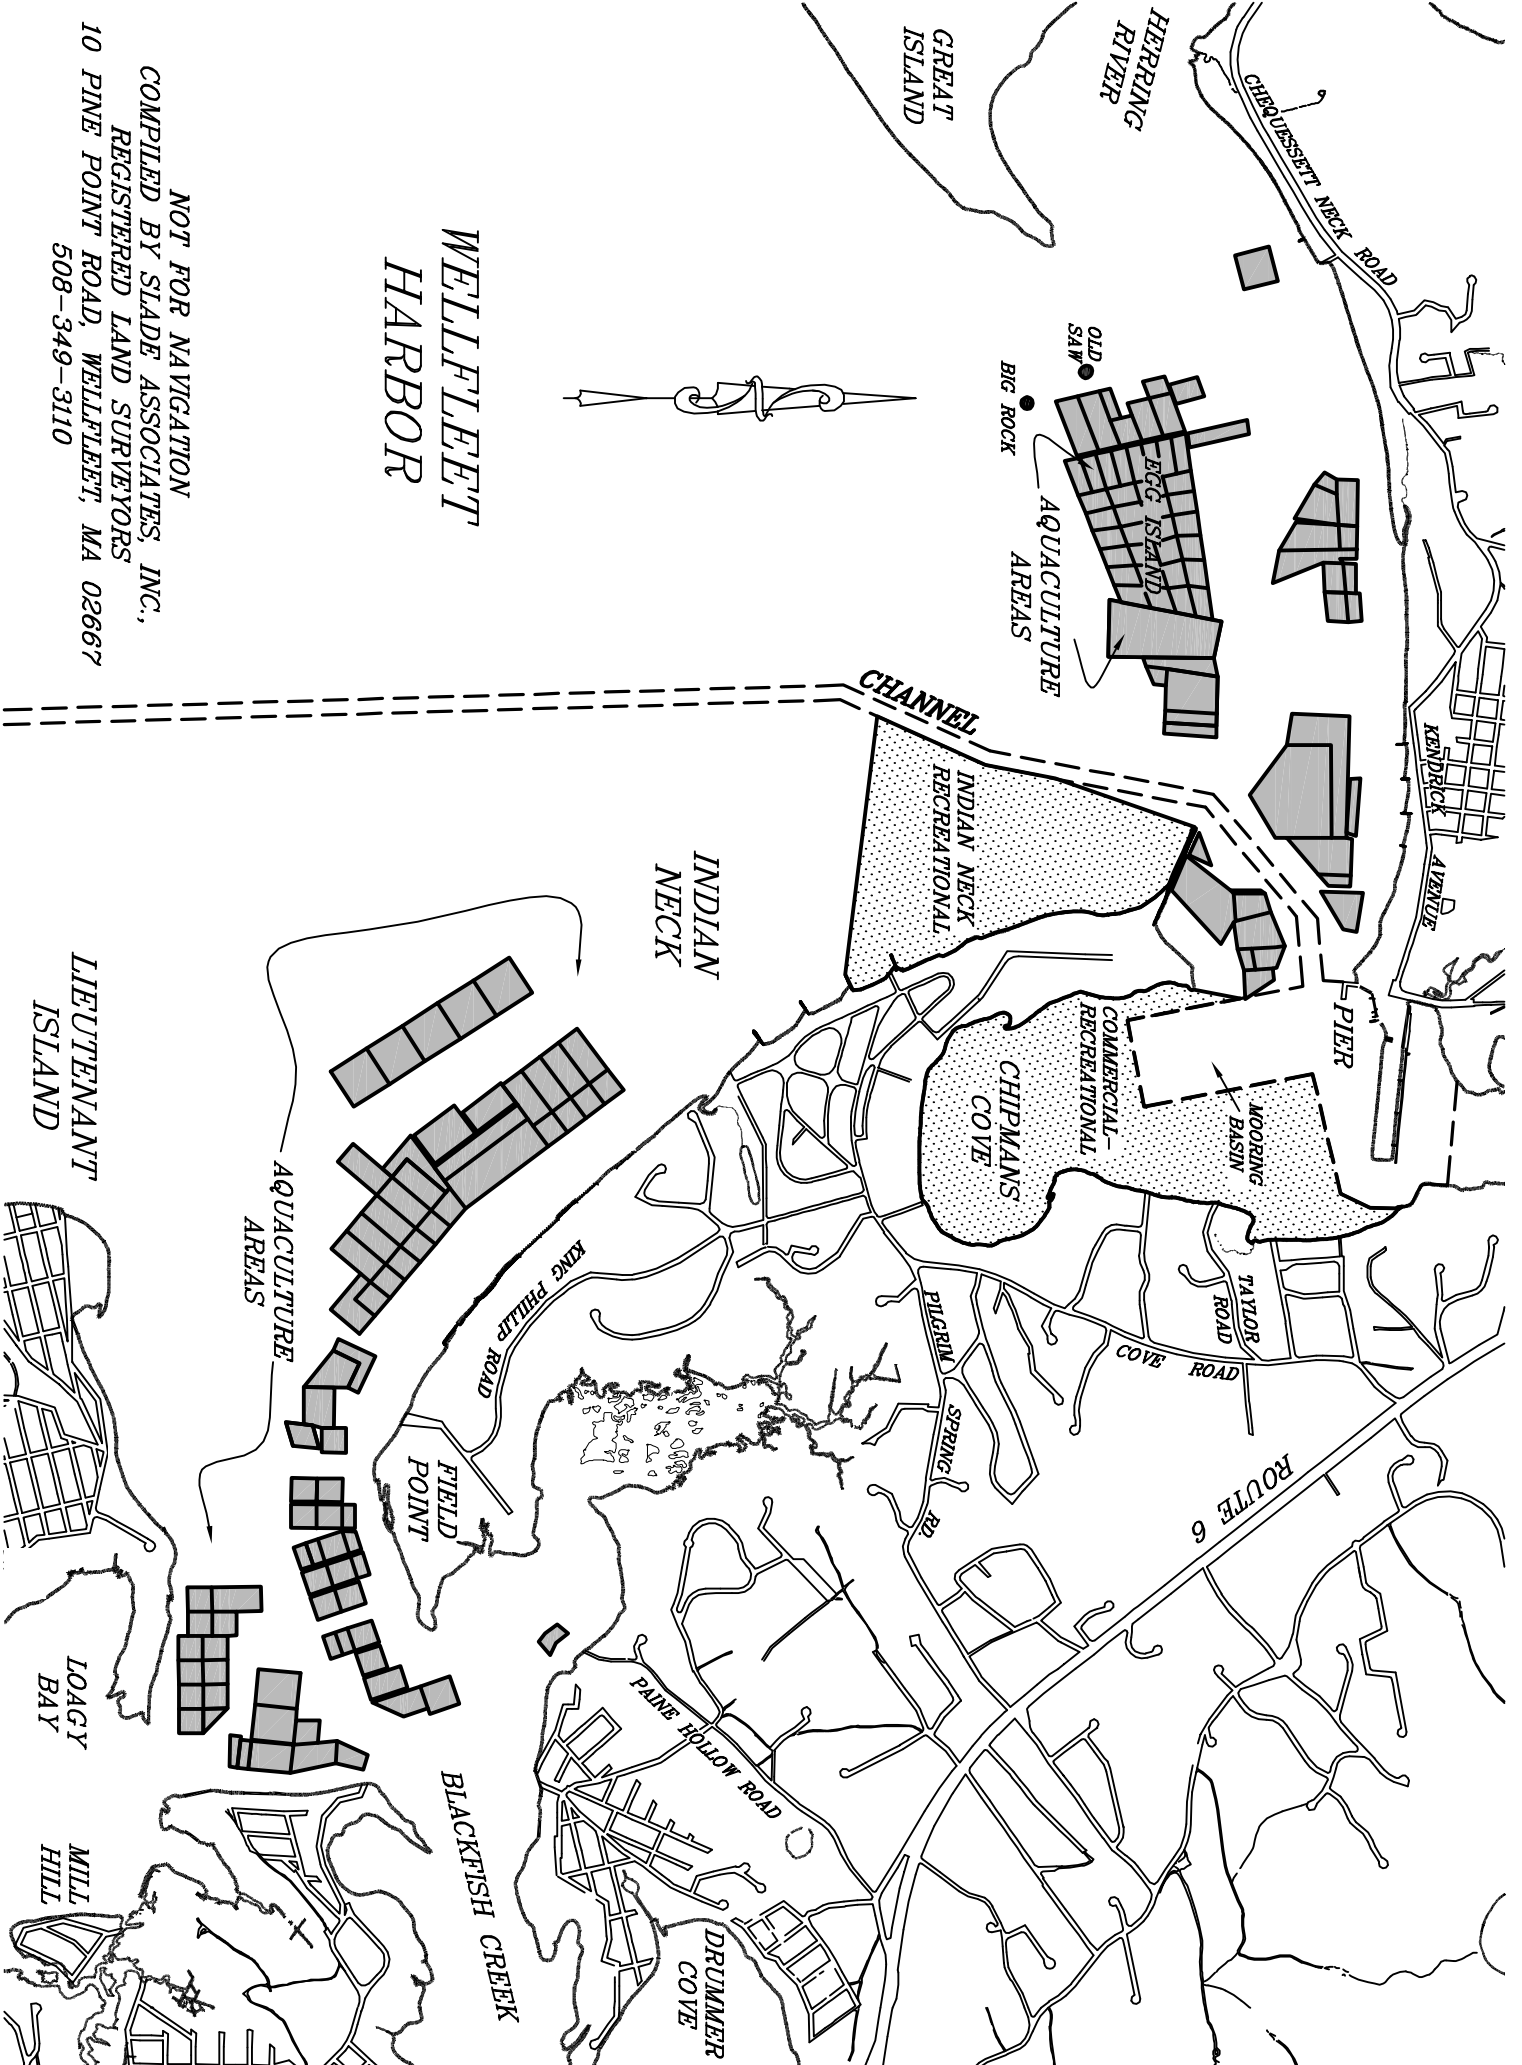 HERRING
RIVER
GREAT
ISLAND
CHEQUESSETT NECK ROAD
OLD
SAW
BIG ROCK
EGG ISLAND
AQUACULTURE
AREAS
KENDRICK AVENUE
CHANNEL
INDIAN NECK
RECREATIONAL
PIER
MOORING
BASIN
COMMERCIAL-
RECREATIONAL
CHIPMANS
COVE
WELLFLEET
HARBOR
INDIAN
NECK
TAYLOR
ROAD
COVE ROAD
PILGRIM SPRING RD.
ROUTE 6
KING PHILLIP ROAD
FIELD
POINT
AQUACULTURE
AREAS
LIEUTENANT
ISLAND
PAINE HOLLOW ROAD
LOAGY
BAY
BLACKFISH CREEK
DRUMMER
COVE
MILL
HILL
NOT FOR NAVIGATION
COMPILED BY SLADE ASSOCIATES, INC.,
REGISTERED LAND SURVEYORS
10 PINE POINT ROAD, WELLFLEET, MA 02667
508-349-3110